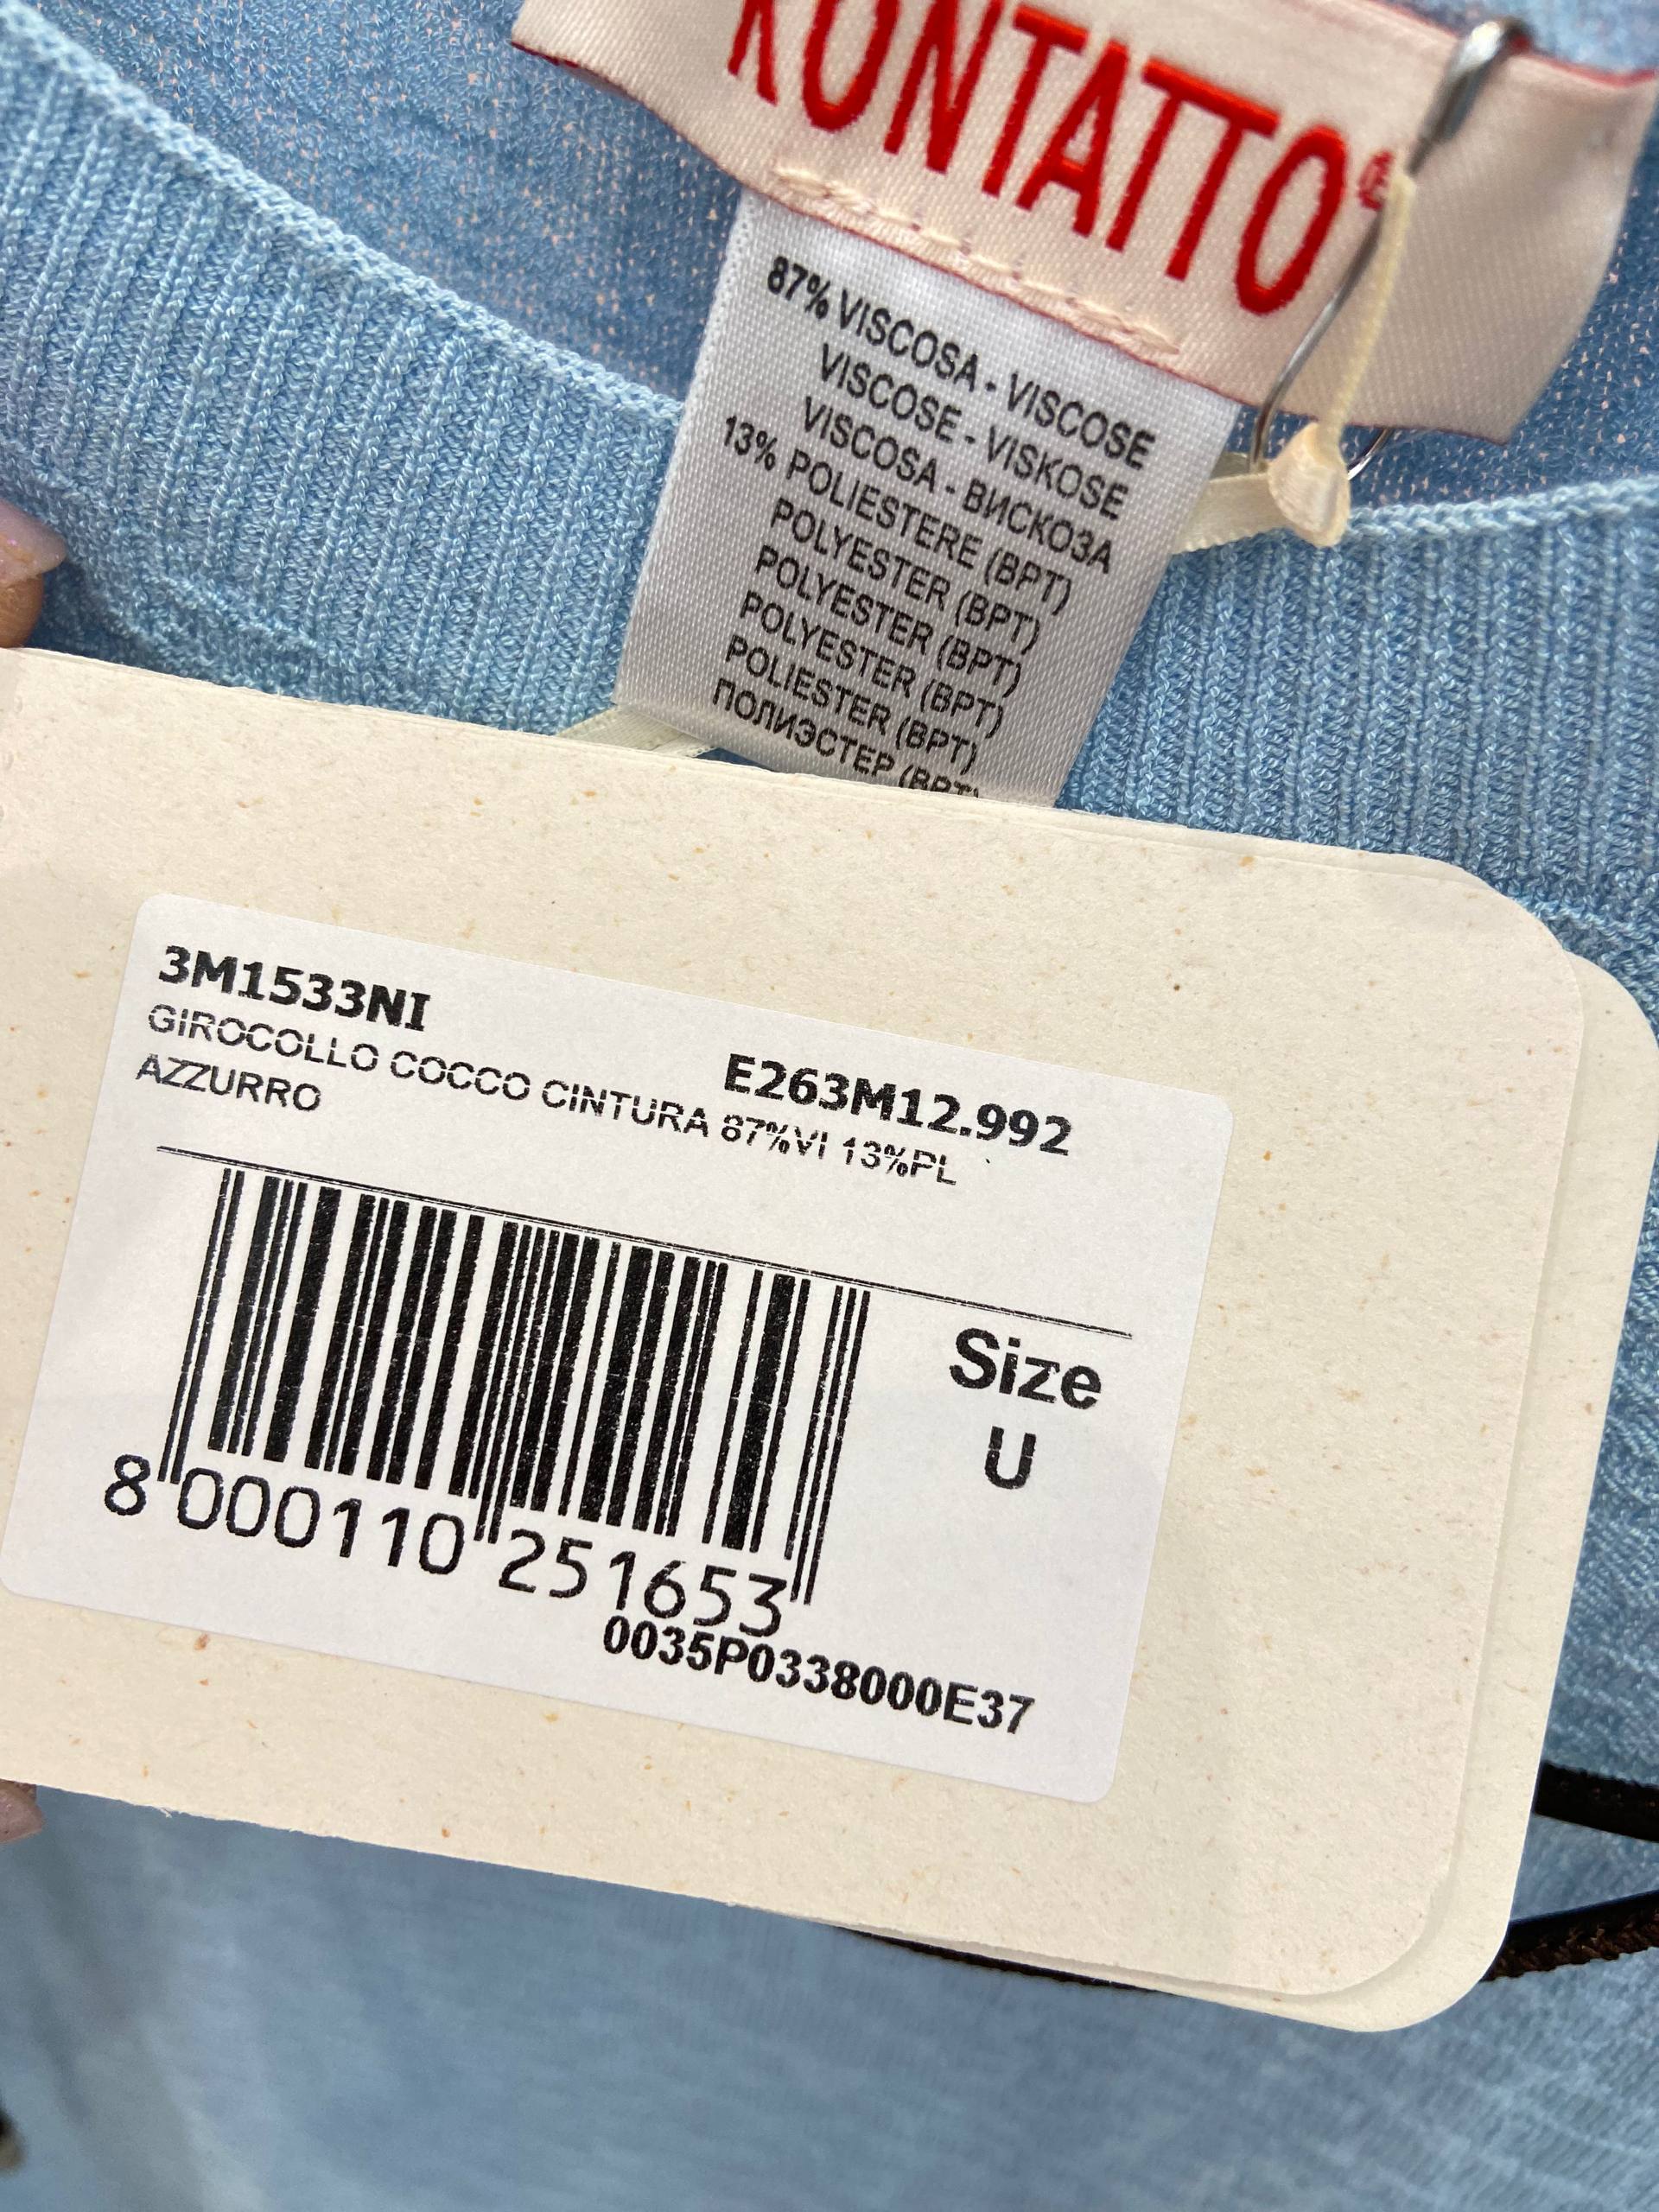 KONTATTO®
87% VISCOSA - VISCOSE
VISCOSE - VISKOSE
VISCOSA - ВИСКОЗА
13% POLIESTERE (BPT)
POLYESTER (BPT)
POLYESTER (BPT)
POLYESTER (BPT)
POLIESTER (BPT)
ПОЛИЭСТЕР (BPT)
3M1533NI
E263M12.992
GIROCOLLO COCCO CINTURA 87%VI 13%PL
AZZURRO
Size
U
8 000110 251653
0035P0338000E37